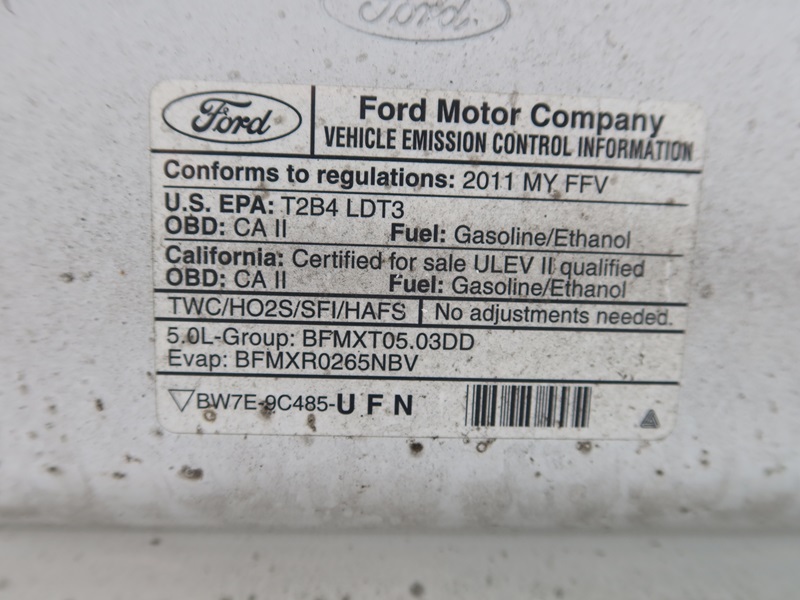 Ford
Ford
Ford Motor Company
VEHICLE EMISSION CONTROL INFORMATION
Conforms to regulations: 2011 MY FFV
U.S. EPA: T2B4 LDT3
OBD: CA II Fuel: Gasoline/Ethanol
California: Certified for sale ULEV II qualified
OBD: CA II Fuel: Gasoline/Ethanol
TWC/HO2S/SFI/HAFS No adjustments needed.
5.0L-Group: BFMXT05.03DD
Evap: BFMXR0265NBV
BW7E-9C485-UFN